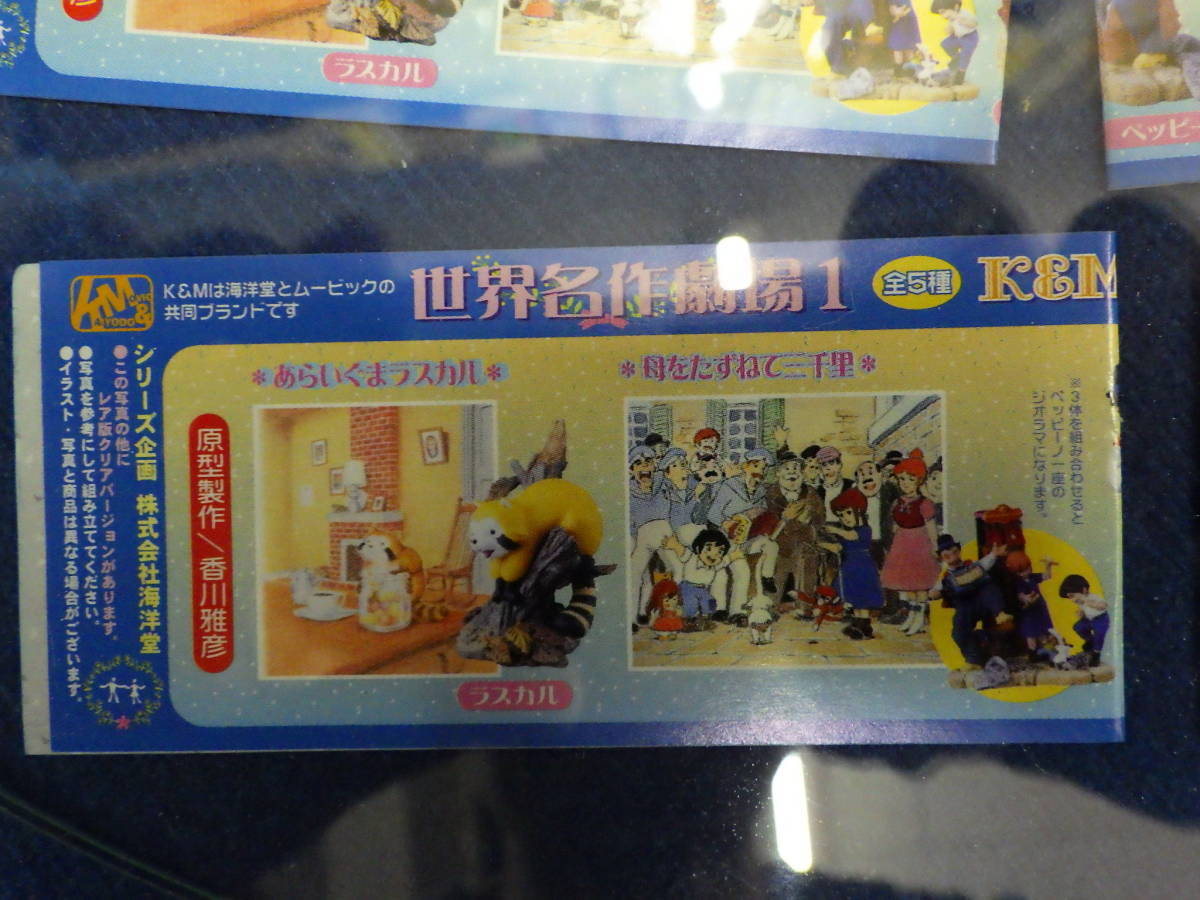 ラスカル
K&Mは海洋堂とムービックの
共同ブランドです
世界名作劇場1
全5種
K&M
シリーズ企画 株式会社海洋堂
●この写真の他に
レア版クリアバージョンがあります。
●写真を参考にして組み立ててください。
●イラスト・写真と商品は異なる場合がございます。
原型製作／香川雅彦
*あらいぐまラスカル*
ラスカル
*母をたずねて三千里*
※3体を組み合わせると
ペッピーノ一座の
ジオラマになります。